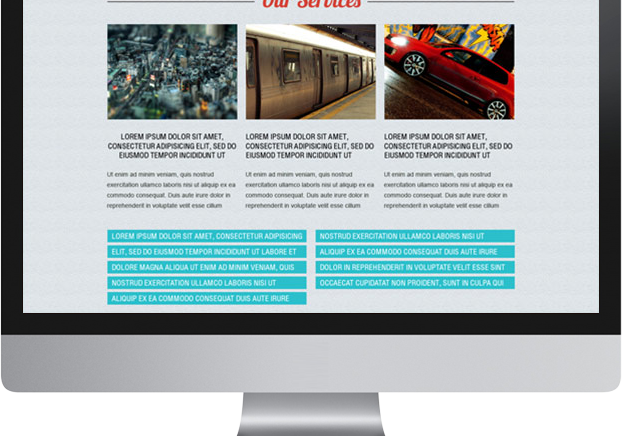 Our Services
LOREM IPSUM DOLOR SIT AMET,
CONSECTETUR ADIPISICING ELIT, SED DO
EIUSMOD TEMPOR INCIDIDUNT UT
Ut enim ad minim veniam, quis nostrud
exercitation ullamco laboris nisi ut aliquip ex ea
commodo consequat. Duis aute irure dolor in
reprehenderit in voluptate velit esse cillum
LOREM IPSUM DOLOR SIT AMET,
CONSECTETUR ADIPISICING ELIT, SED DO
EIUSMOD TEMPOR INCIDIDUNT UT
Ut enim ad minim veniam, quis nostrud
exercitation ullamco laboris nisi ut aliquip ex ea
commodo consequat. Duis aute irure dolor in
reprehenderit in voluptate velit esse cillum
LOREM IPSUM DOLOR SIT AMET,
CONSECTETUR ADIPISICING ELIT, SED DO
EIUSMOD TEMPOR INCIDIDUNT UT
Ut enim ad minim veniam, quis nostrud
exercitation ullamco laboris nisi ut aliquip ex ea
commodo consequat. Duis aute irure dolor in
reprehenderit in voluptate velit esse cillum
LOREM IPSUM DOLOR SIT AMET, CONSECTETUR ADIPISICING
ELIT, SED DO EIUSMOD TEMPOR INCIDIDUNT UT LABORE ET
DOLORE MAGNA ALIQUA UT ENIM AD MINIM VENIAM, QUIS
NOSTRUD EXERCITATION ULLAMCO LABORIS NISI UT
ALIQUIP EX EA COMMODO CONSEQUAT DUIS AUTE IRURE
NOSTRUD EXERCITATION ULLAMCO LABORIS NISI UT
ALIQUIP EX EA COMMODO CONSEQUAT DUIS AUTE IRURE
DOLOR IN REPREHENDERIT IN VOLUPTATE VELIT ESSE SINT
OCCAECAT CUPIDATAT NON PROIDENT, SUNT IN CULPA QUI